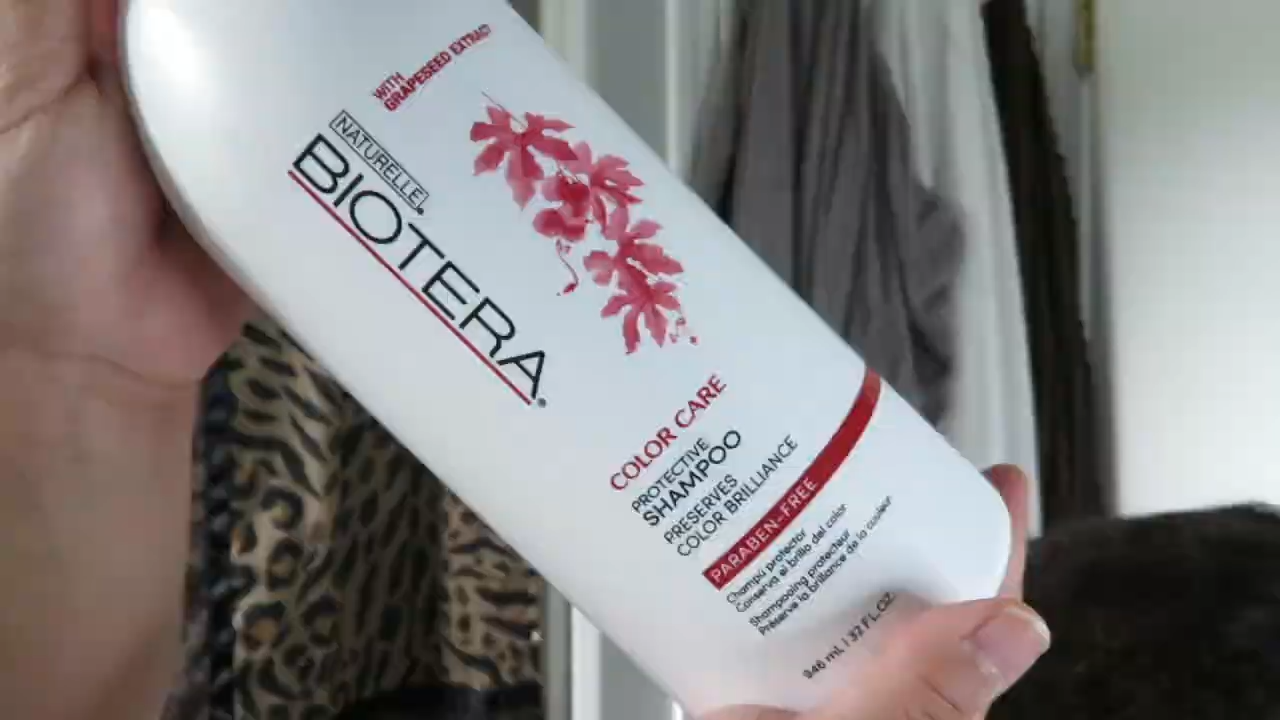 WITH
GRAPESEED EXTRACT
NATURELLE
BIOTERA®
COLOR CARE
PROTECTIVE
SHAMPOO
PRESERVES
COLOR BRILLIANCE
PARABEN-FREE
Champú protector
Conserva el brillo del color
Shampooing protecteur
Préserve la brillance de la couleur
946 mL | 32 FL.OZ